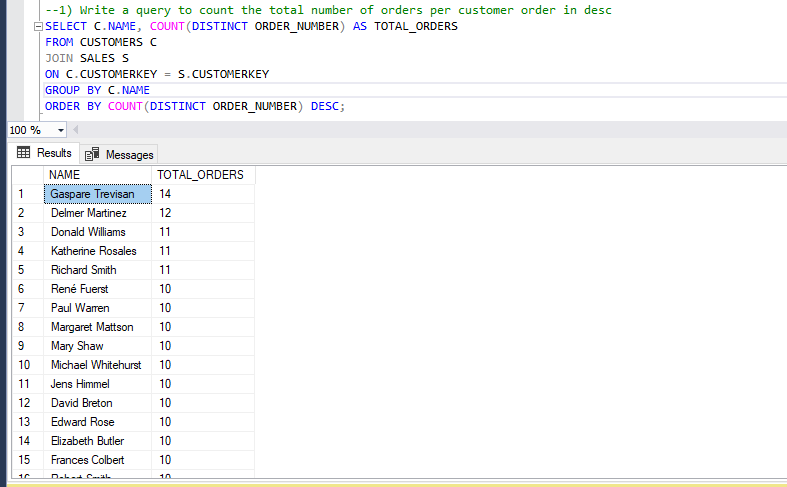 --1) Write a query to count the total number of orders per customer order in desc
SELECT C.NAME, COUNT(DISTINCT ORDER_NUMBER) AS TOTAL_ORDERS
FROM CUSTOMERS C
JOIN SALES S
ON C.CUSTOMERKEY = S.CUSTOMERKEY
GROUP BY C.NAME
ORDER BY COUNT(DISTINCT ORDER_NUMBER) DESC;
100 %
Results Messages
NAME TOTAL_ORDERS
1 Gaspare Trevisan 14
2 Delmer Martinez 12
3 Donald Williams 11
4 Katherine Rosales 11
5 Richard Smith 11
6 René Fuerst 10
7 Paul Warren 10
8 Margaret Mattson 10
9 Mary Shaw 10
10 Michael Whitehurst 10
11 Jens Himmel 10
12 David Breton 10
13 Edward Rose 10
14 Elizabeth Butler 10
15 Frances Colbert 10
16 Robert Smith 10